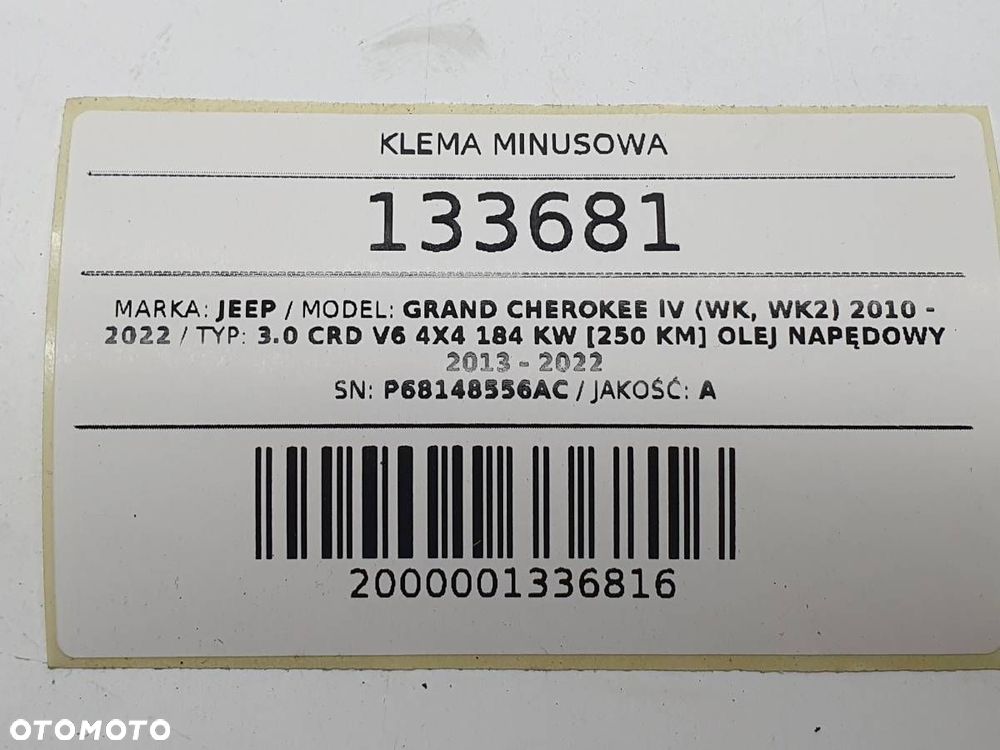 KLEMA MINUSOWA
133681
MARKA: JEEP / MODEL: GRAND CHEROKEE IV (WK, WK2) 2010 -
2022 / TYP: 3.0 CRD V6 4X4 184 KW [250 KM] OLEJ NAPĘDOWY
2013 - 2022
SN: P68148556AC / JAKOŚĆ: A
2000001336816
OTOMOTO